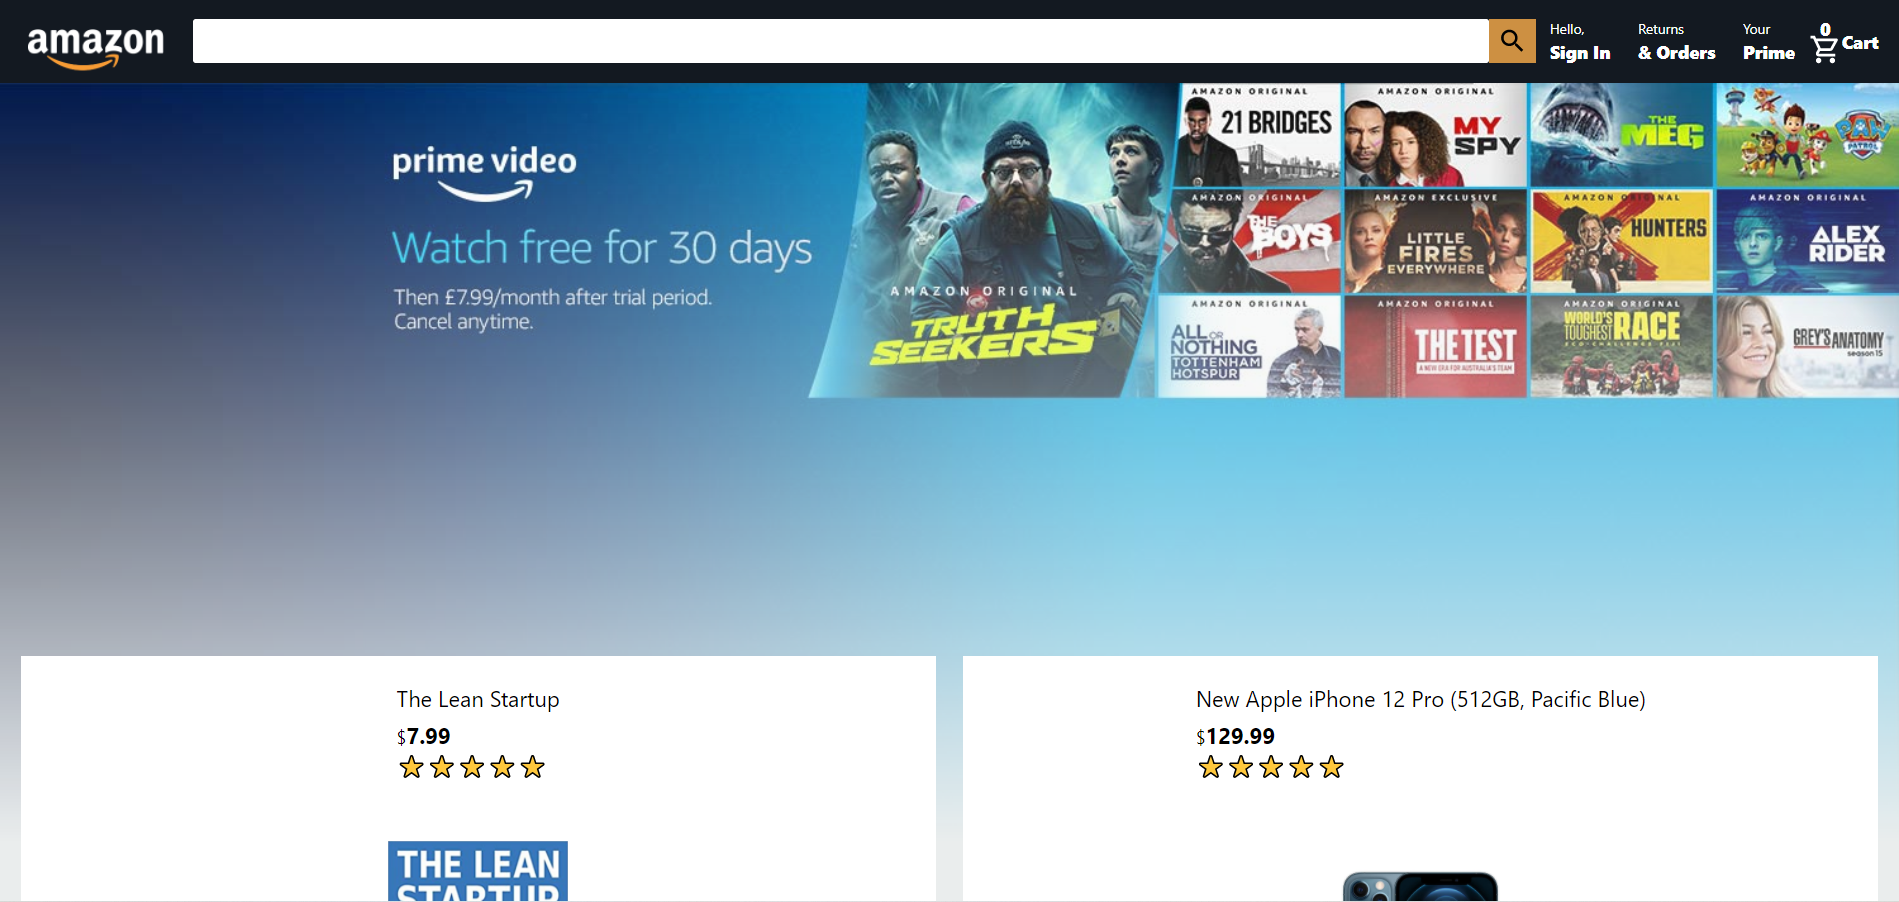 amazon
Hello,
Sign In
Returns
& Orders
Your
Prime
0
Cart
prime video
Watch free for 30 days
Then £7.99/month after trial period.
Cancel anytime.
AMAZON ORIGINAL
TRUTH
SEEKERS
AMAZON ORIGINAL
21 BRIDGES
AMAZON ORIGINAL
MY
SPY
THE
MEG
PAW
PATROL
AMAZON ORIGINAL
THE
BOYS
AMAZON EXCLUSIVE
LITTLE
FIRES
EVERYWHERE
AMAZON ORIGINAL
HUNTERS
AMAZON ORIGINAL
ALEX
RIDER
AMAZON ORIGINAL
ALL OR
NOTHING
TOTTENHAM
HOTSPUR
AMAZON ORIGINAL
THE TEST
A NEW ERA FOR AUSTRALIA'S TEAM
AMAZON ORIGINAL
WORLD'S
TOUGHEST RACE
ECO-CHALLENGE FIJI
GREY'S ANATOMY
season 15
The Lean Startup
$7.99
New Apple iPhone 12 Pro (512GB, Pacific Blue)
$129.99
THE LEAN
STARTUP